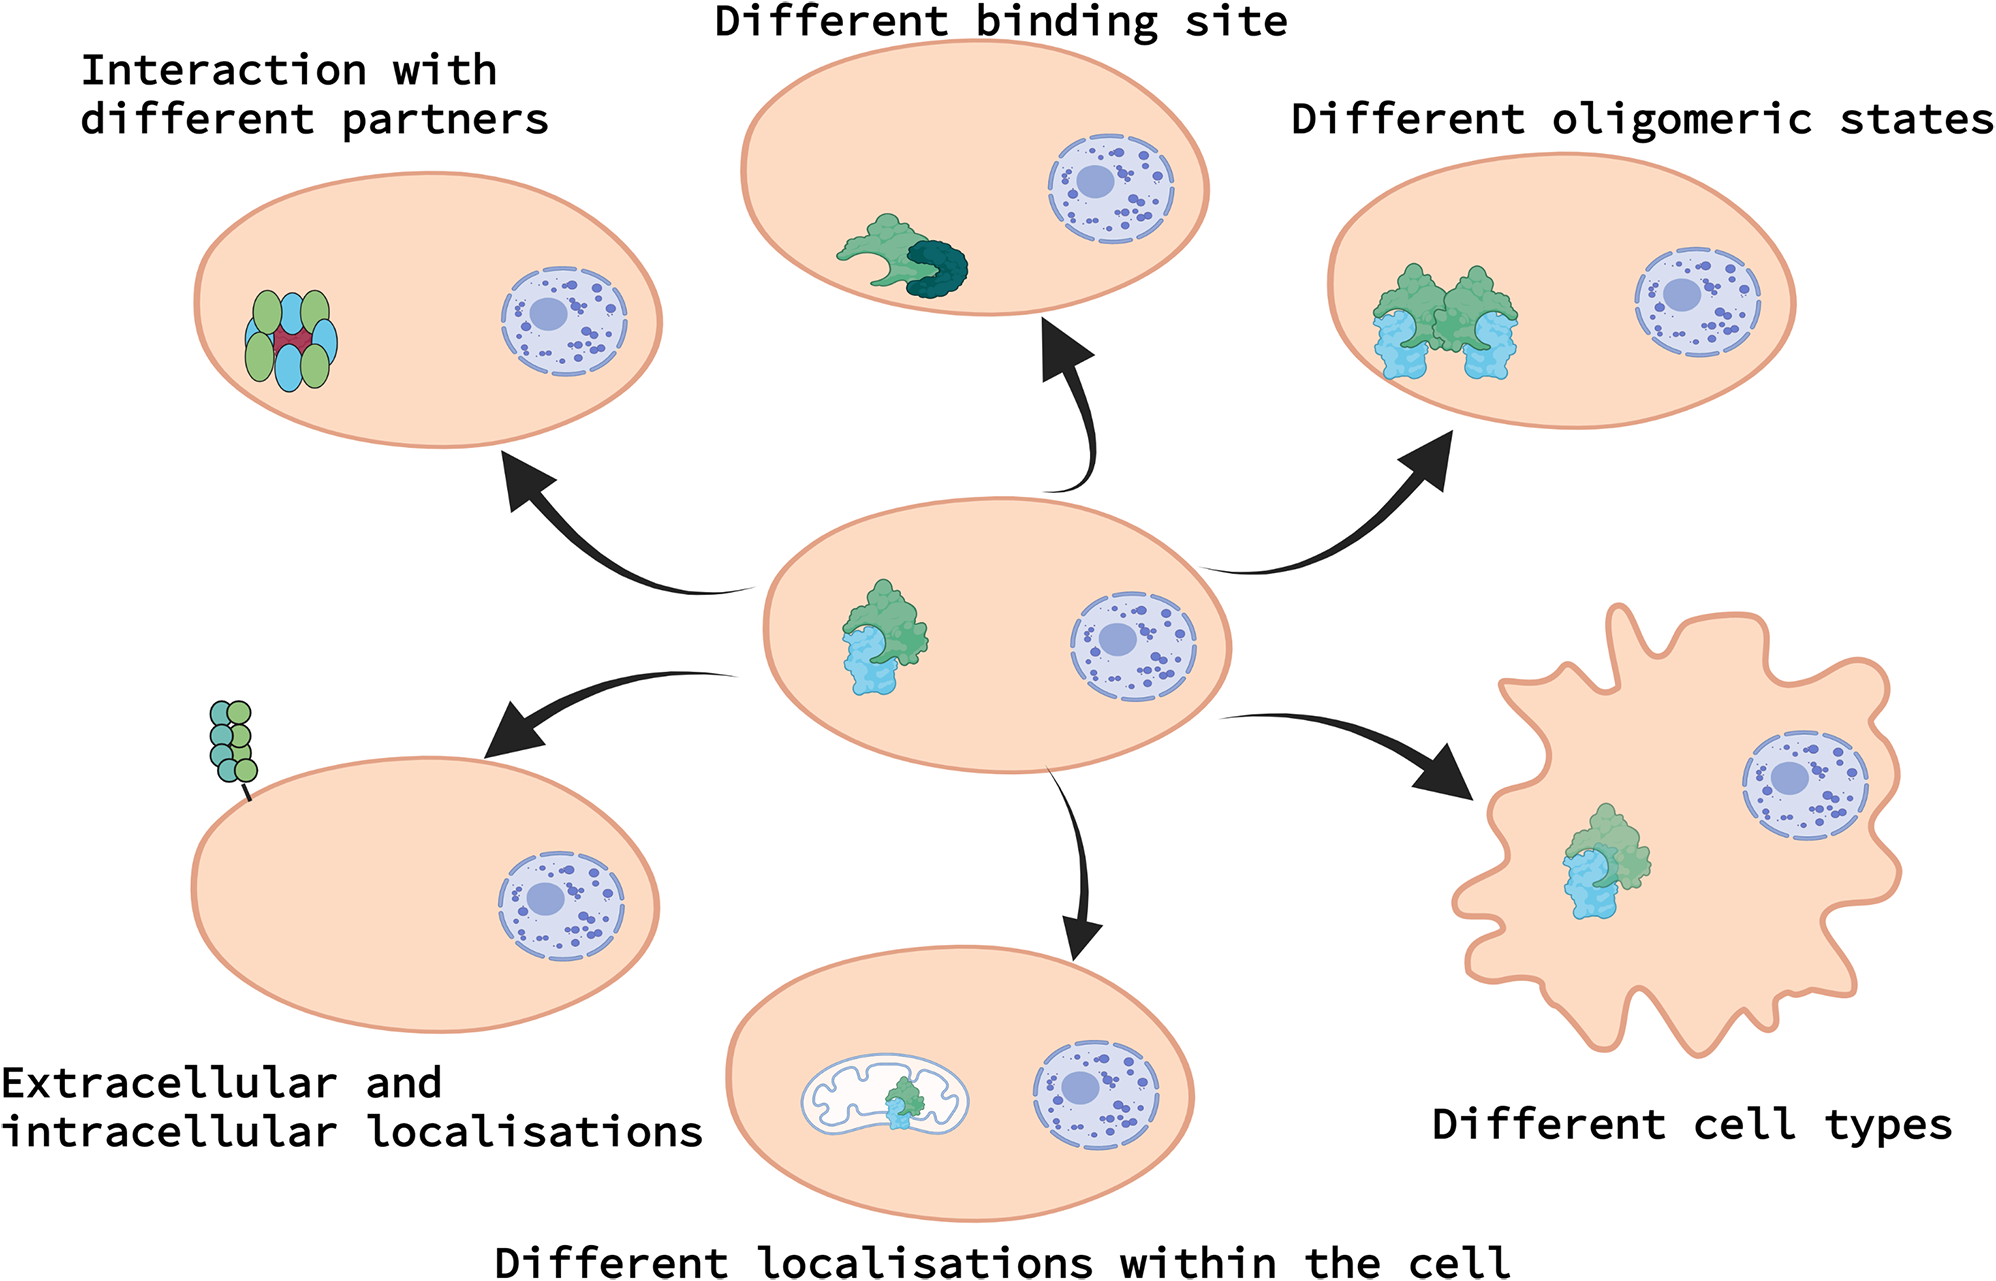 Different binding site
Interaction with
different partners
Different oligomeric states
Extracellular and
intracellular localisations
Different cell types
Different localisations within the cell